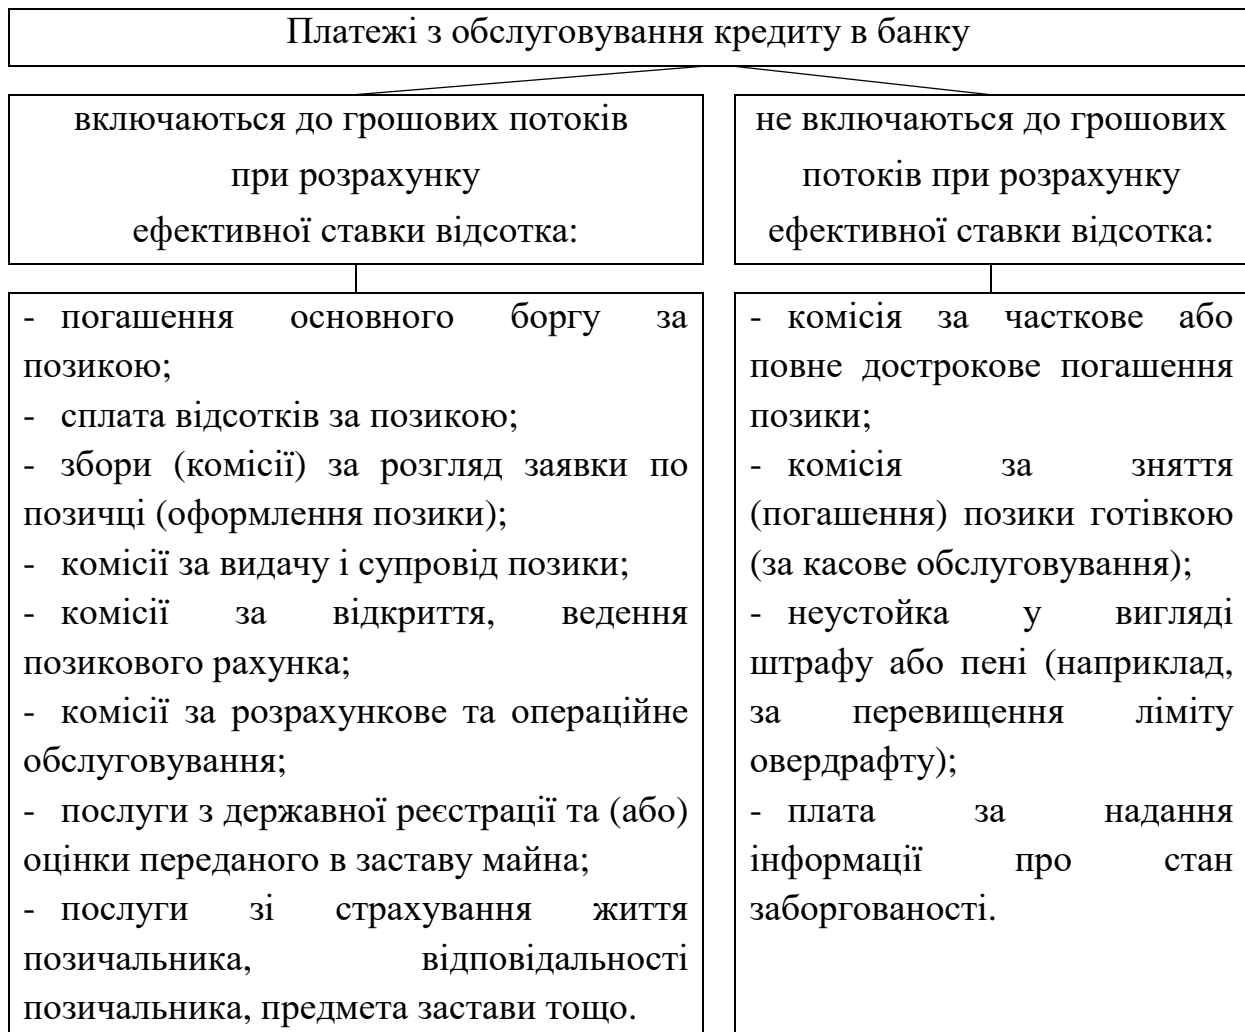 Платежі з обслуговування кредиту в банку
включаються до грошових потоків
при розрахунку
ефективної ставки відсотка:
не включаються до грошових
потоків при розрахунку
ефективної ставки відсотка:
- погашення основного боргу за
позикою;
- сплата відсотків за позикою;
- збори (комісії) за розгляд заявки по
позичці (оформлення позики);
- комісії за видачу і супровід позики;
- комісії за відкриття, ведення
позикового рахунка;
- комісії за розрахункове та операційне
обслуговування;
- послуги з державної реєстрації та (або)
оцінки переданого в заставу майна;
- послуги зі страхування життя
позичальника, відповідальності
позичальника, предмета застави тощо.
- комісія за часткове або
повне дострокове погашення
позики;
- комісія за зняття
(погашення) позики готівкою
(за касове обслуговування);
- неустойка у вигляді
штрафу або пені (наприклад,
за перевищення ліміту
овердрафту);
- плата за надання
інформації про стан
заборгованості.